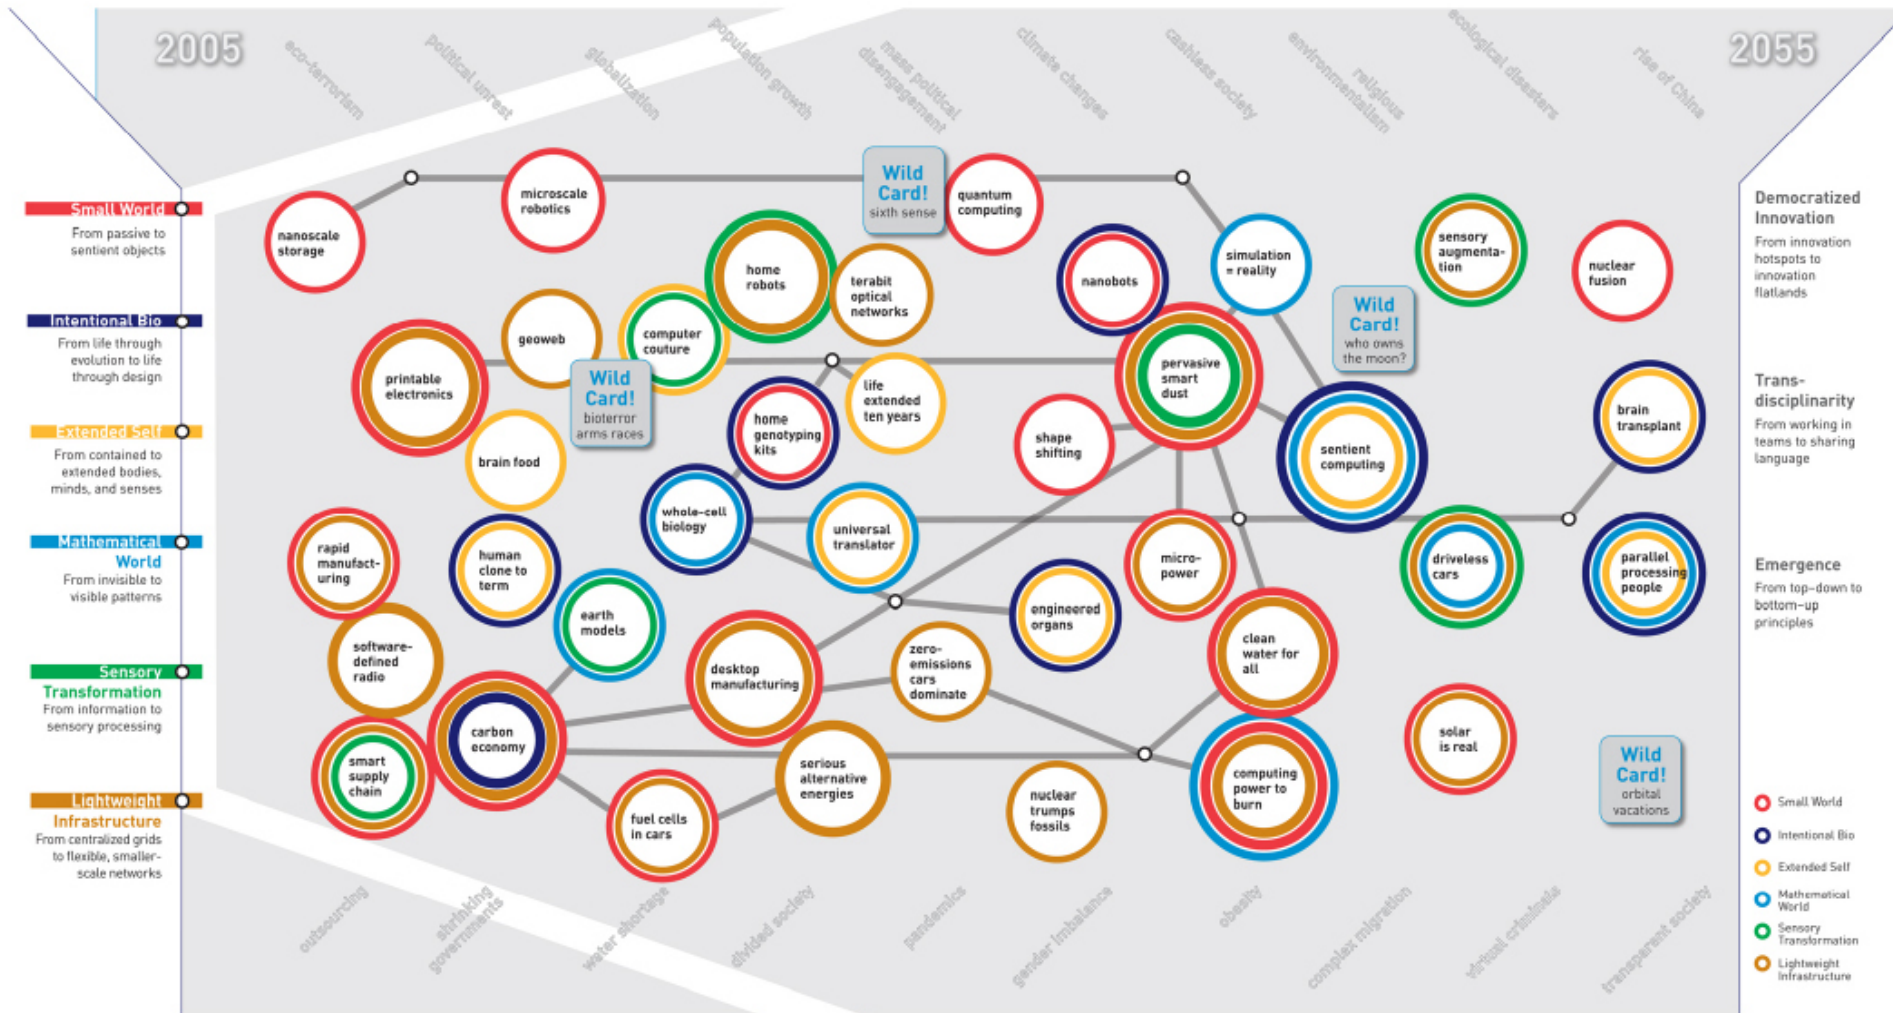 2005
2055
eco-terrorism
political unrest
globalization
population growth
mass political
disengagement
climate changes
cashless society
religious
environmentalism
ecological disasters
rise of China
Small World
From passive to
sentient objects
Intentional Bio
From life through
evolution to life
through design
Extended Self
From contained to
extended bodies,
minds, and senses
Mathematical
World
From invisible to
visible patterns
Sensory
Transformation
From information to
sensory processing
Lightweight
Infrastructure
From centralized grids
to flexible, smaller-
scale networks
nanoscale
storage
microscale
robotics
Wild
Card!
sixth sense
quantum
computing
home
robots
terabit
optical
networks
nanobots
simulation
= reality
sensory
augmenta-
tion
nuclear
fusion
geoweb
computer
couture
Wild
Card!
who owns
the moon?
printable
electronics
Wild
Card!
bioterror
arms races
life
extended
ten years
pervasive
smart
dust
home
genotyping
kits
shape
shifting
sentient
computing
brain
transplant
brain food
whole-cell
biology
universal
translator
rapid
manufact-
uring
human
clone to
term
micro-
power
driveless
cars
parallel
processing
people
earth
models
engineered
organs
software-
defined
radio
desktop
manufacturing
zero-
emissions
cars
dominate
clean
water for
all
carbon
economy
solar
is real
smart
supply
chain
serious
alternative
energies
computing
power to
burn
Wild
Card!
orbital
vacations
fuel cells
in cars
nuclear
trumps
fossils
outsourcing
shrinking
governments
water shortage
divided society
pandemics
gender imbalance
obesity
complex migration
virtual criminals
transparent society
Democratized
Innovation
From innovation
hotspots to
innovation
flatlands
Trans-
disciplinarity
From working in
teams to sharing
language
Emergence
From top-down to
bottom-up
principles
Small World
Intentional Bio
Extended Self
Mathematical
World
Sensory
Transformation
Lightweight
Infrastructure